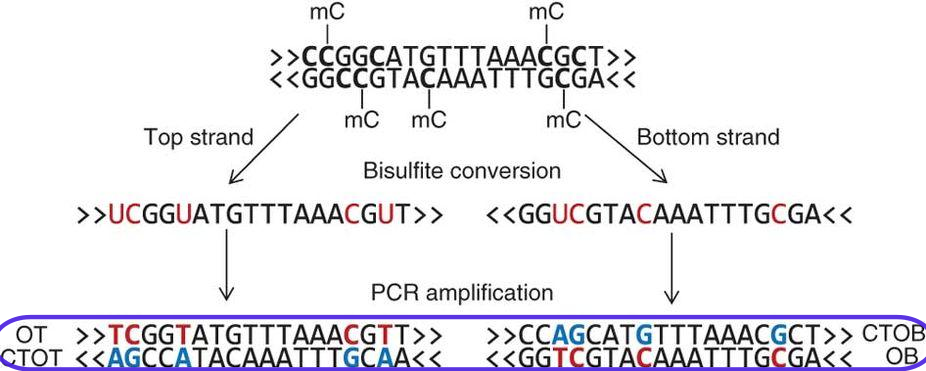 mC mC
>>CCGGCATGTTTAAACGCT>>
<<GGCCGTACAAATTTGCGA<<
mC mC mC
Top strand Bottom strand
Bisulfite conversion
>>UCGGUATGTTTAAACGUT>> <<GGUCGTACAAATTTGCGA<<
PCR amplification
OT >>TCGGTATGTTTAAACGTT>> >>CCAGCATGTTTAAACGCT>> CTOB
CTOT <<AGCCATACAAATTTGCAA<< <<GGTCGTACAAATTTGCGA<< OB